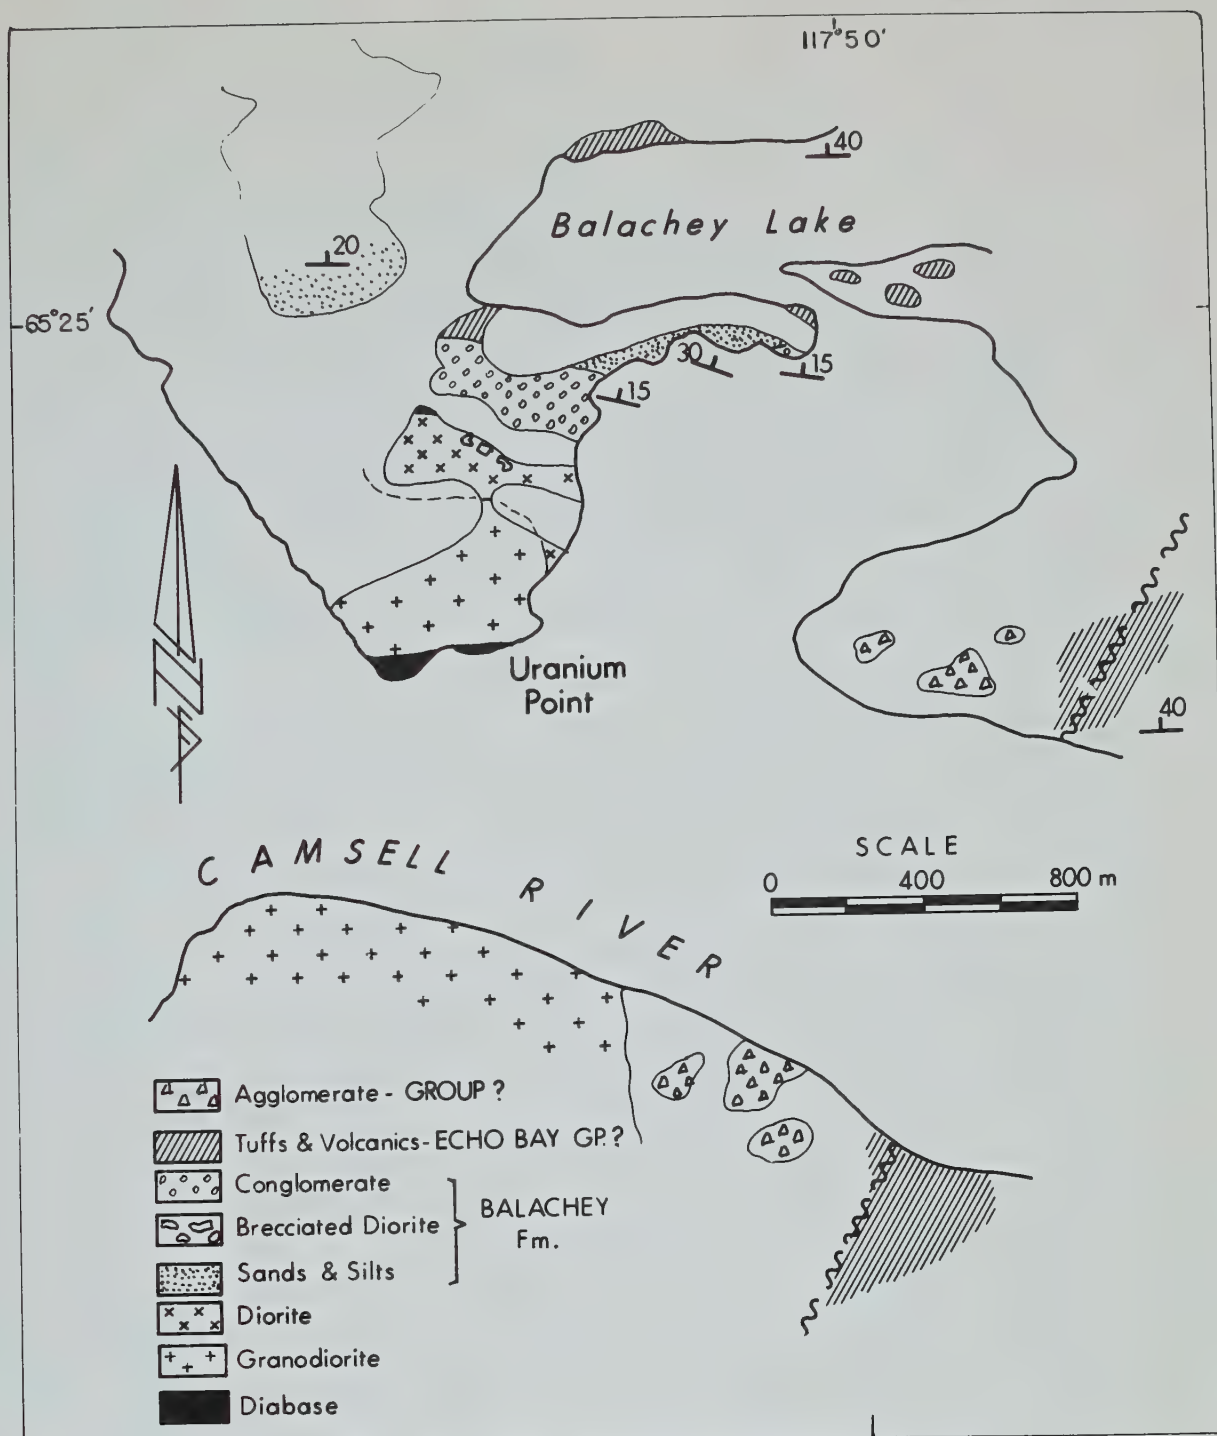 117°50'
40
Balachey Lake
20
65°25'
30
15
15
Uranium
Point
40
N
CAMSELL RIVER
SCALE
0 400 800 m
Agglomerate - GROUP ?
Tuffs & Volcanics - ECHO BAY GP. ?
Conglomerate
Brecciated Diorite
BALACHEY
Fm.
Sands & Silts
Diorite
Granodiorite
Diabase